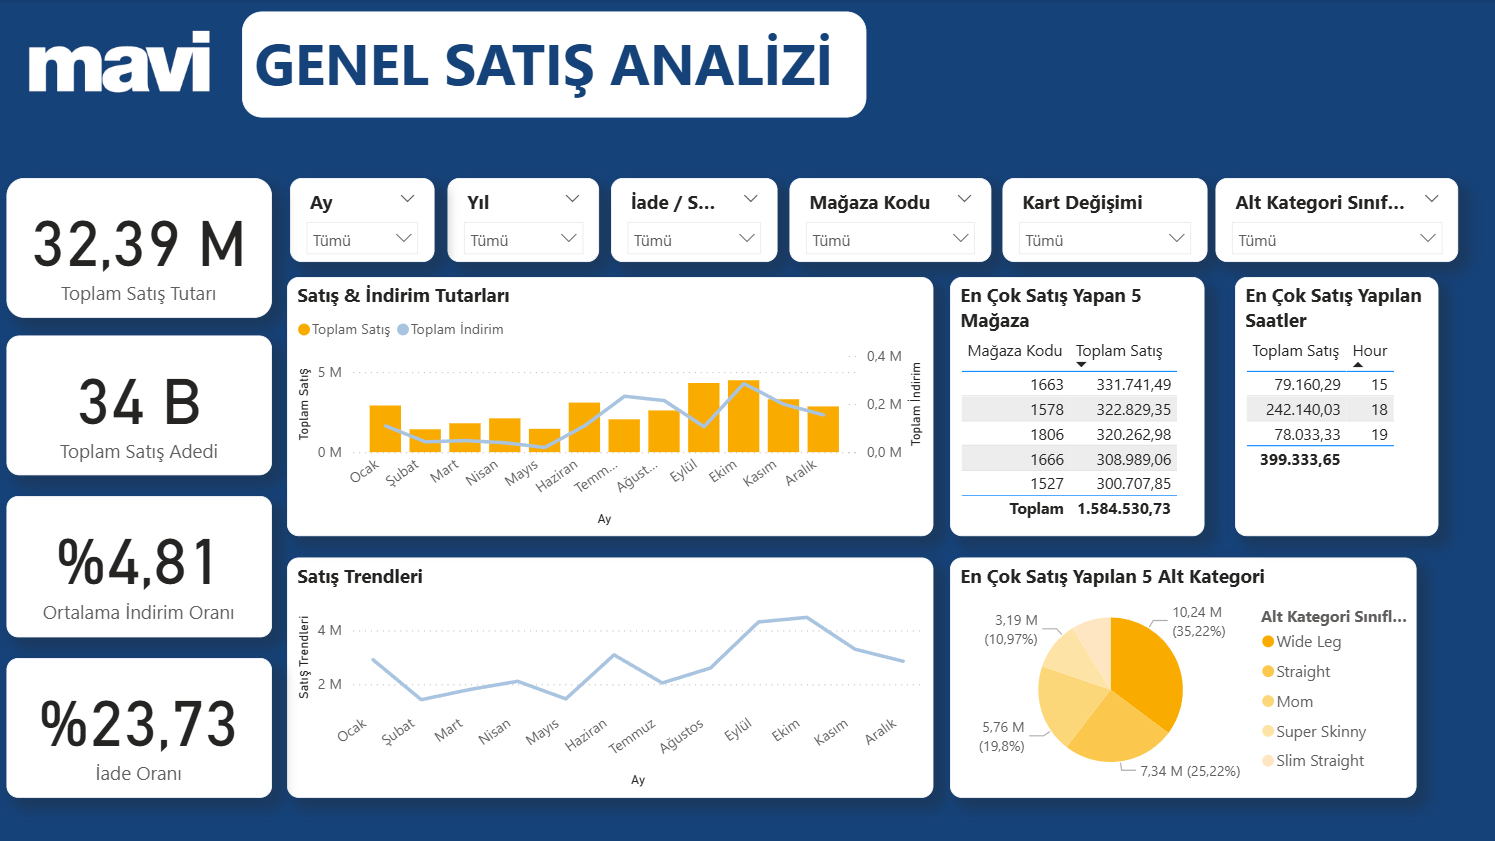 mavi
GENEL SATIŞ ANALİZİ
32,39 M
Toplam Satış Tutarı
34 B
Toplam Satış Adedi
%4,81
Ortalama İndirim Oranı
%23,73
İade Oranı
Ay
Tümü
Yıl
Tümü
İade / S...
Tümü
Mağaza Kodu
Tümü
Kart Değişimi
Tümü
Alt Kategori Sınıf...
Tümü
Satış & İndirim Tutarları
Toplam Satış Toplam İndirim
Toplam Satış
5 M
0 M
0,4 M
0,2 M
0,0 M
Toplam İndirim
Ocak Şubat Mart Nisan Mayıs Haziran Temm... Ağust... Eylül Ekim Kasım Aralık
Ay
En Çok Satış Yapan 5
Mağaza
Mağaza Kodu Toplam Satış
1663 331.741,49
1578 322.829,35
1806 320.262,98
1666 308.989,06
1527 300.707,85
Toplam 1.584.530,73
En Çok Satış Yapılan
Saatler
Toplam Satış Hour
79.160,29 15
242.140,03 18
78.033,33 19
399.333,65
Satış Trendleri
Satış Trendleri
4 M
2 M
Ocak Şubat Mart Nisan Mayıs Haziran Temmuz Ağustos Eylül Ekim Kasım Aralık
Ay
En Çok Satış Yapılan 5 Alt Kategori
10,24 M
(35,22%)
7,34 M (25,22%)
5,76 M
(19,8%)
3,19 M
(10,97%)
Alt Kategori Sınıfl...
Wide Leg
Straight
Mom
Super Skinny
Slim Straight